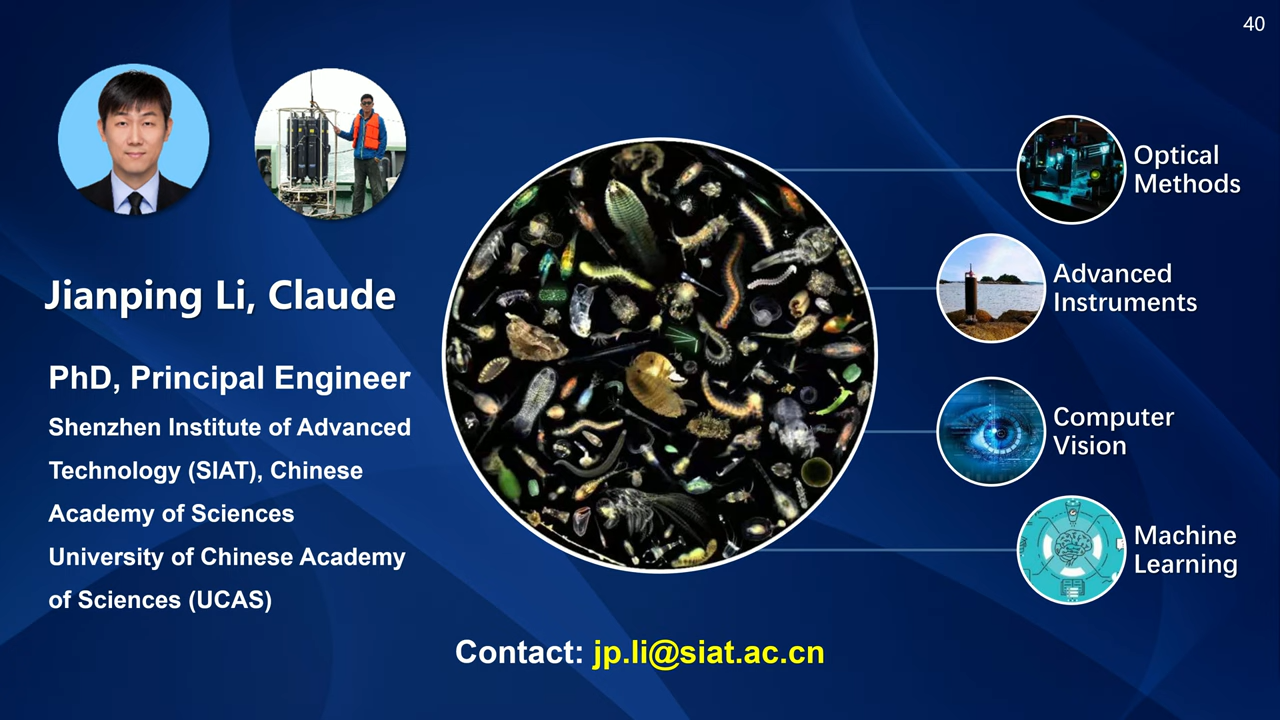 40
Jianping Li, Claude
PhD, Principal Engineer
Shenzhen Institute of Advanced
Technology (SIAT), Chinese
Academy of Sciences
University of Chinese Academy
of Sciences (UCAS)
Optical
Methods
Advanced
Instruments
Computer
Vision
Machine
Learning
Contact: jp.li@siat.ac.cn